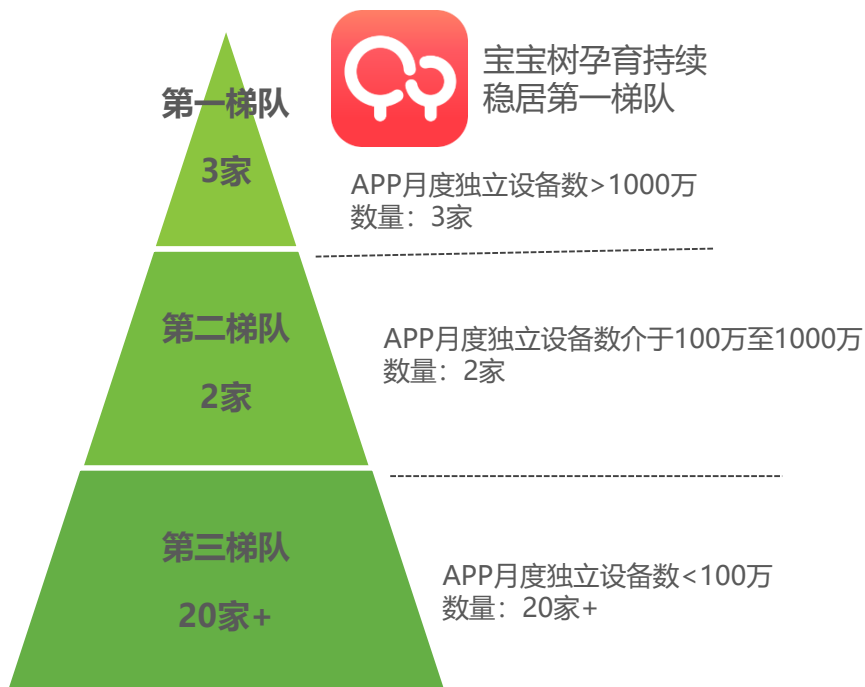 宝宝树孕育持续
稳居第一梯队
第一梯队
3家
APP月度独立设备数>1000万
数量：3家
第二梯队
2家
APP月度独立设备数介于100万至1000万
数量：2家
第三梯队
20家+
APP月度独立设备数<100万
数量：20家+